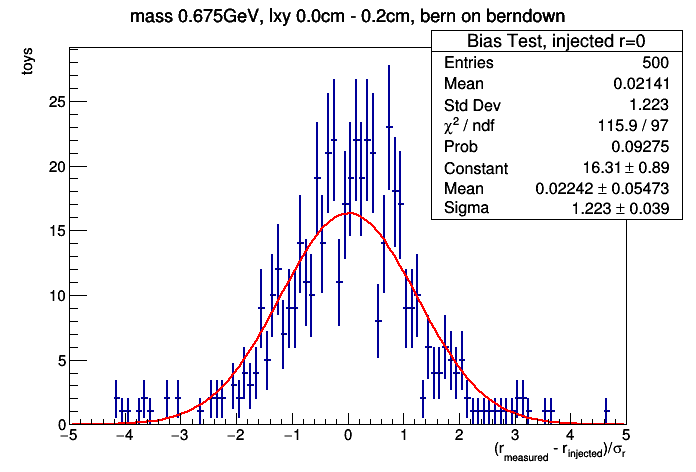 mass 0.675GeV, lxy 0.0cm - 0.2cm, bern on berndown
toys
Bias Test, injected r=0
Entries 500
Mean 0.02141
Std Dev 1.223
χ² / ndf 115.9 / 97
Prob 0.09275
Constant 16.31 ± 0.89
Mean 0.02242 ± 0.05473
Sigma 1.223 ± 0.039
25
20
15
10
5
0
−5 −4 −3 −2 −1 0 1 2 3 4 5
(r_measured - r_injected)/σ_r